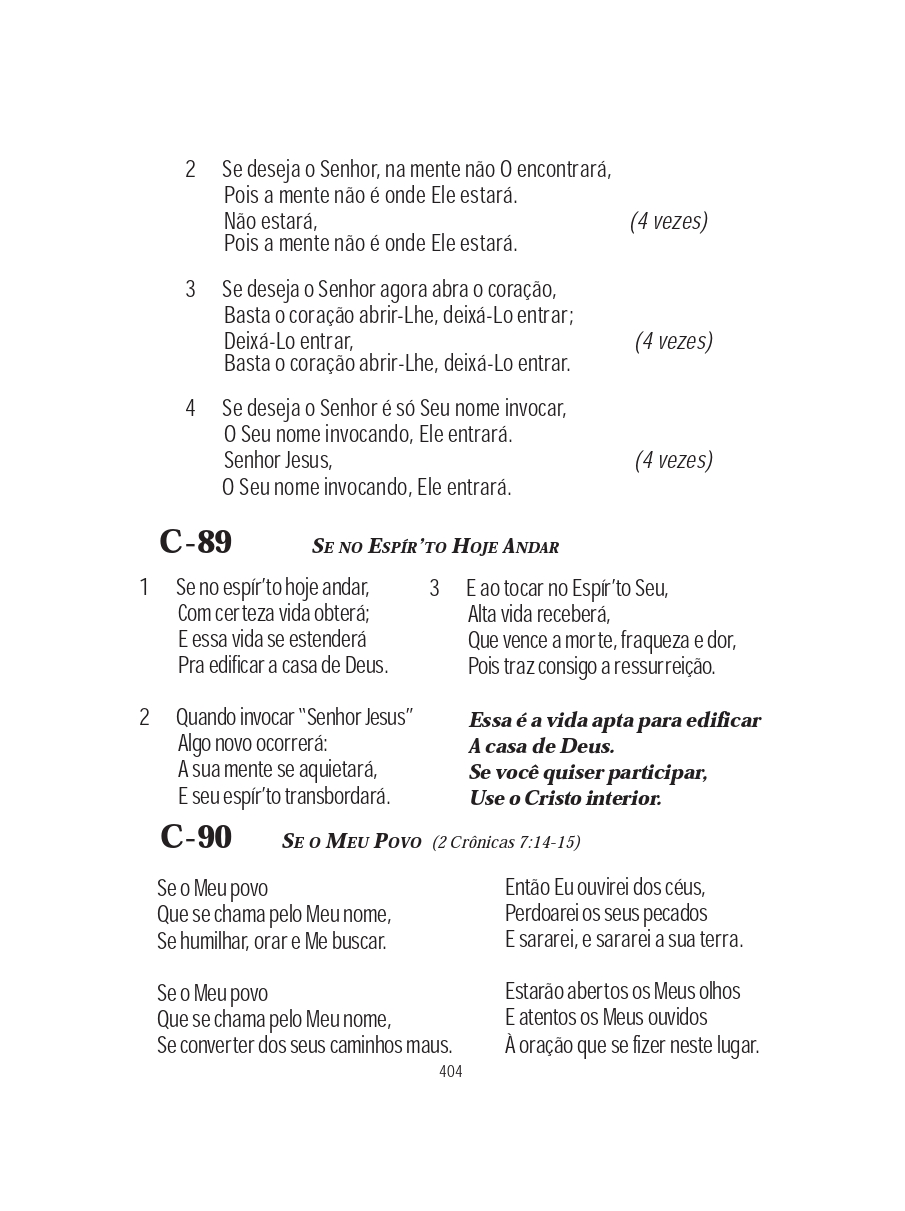 2 Se deseja o Senhor, na mente não O encontrará,
Pois a mente não é onde Ele estará.
Não estará, (4 vezes)
Pois a mente não é onde Ele estará.
3 Se deseja o Senhor agora abra o coração,
Basta o coração abrir-Lhe, deixá-Lo entrar;
Deixá-Lo entrar, (4 vezes)
Basta o coração abrir-Lhe, deixá-Lo entrar.
4 Se deseja o Senhor é só Seu nome invocar,
O Seu nome invocando, Ele entrará.
Senhor Jesus, (4 vezes)
O Seu nome invocando, Ele entrará.
C-89 SE NO ESPÍR’TO HOJE ANDAR
1 Se no espír’to hoje andar,
Com certeza vida obterá;
E essa vida se estenderá
Pra edificar a casa de Deus.
2 Quando invocar “Senhor Jesus”
Algo novo ocorrerá:
A sua mente se aquietará,
E seu espír’to transbordará.
3 E ao tocar no Espír’to Seu,
Alta vida receberá,
Que vence a morte, fraqueza e dor,
Pois traz consigo a ressurreição.
Essa é a vida apta para edificar
A casa de Deus.
Se você quiser participar,
Use o Cristo interior.
C-90 SE O MEU POVO (2 Crônicas 7:14-15)
Se o Meu povo
Que se chama pelo Meu nome,
Se humilhar, orar e Me buscar.
Se o Meu povo
Que se chama pelo Meu nome,
Se converter dos seus caminhos maus.
Então Eu ouvirei dos céus,
Perdoarei os seus pecados
E sararei, e sararei a sua terra.
Estarão abertos os Meus olhos
E atentos os Meus ouvidos
À oração que se fizer neste lugar.
404